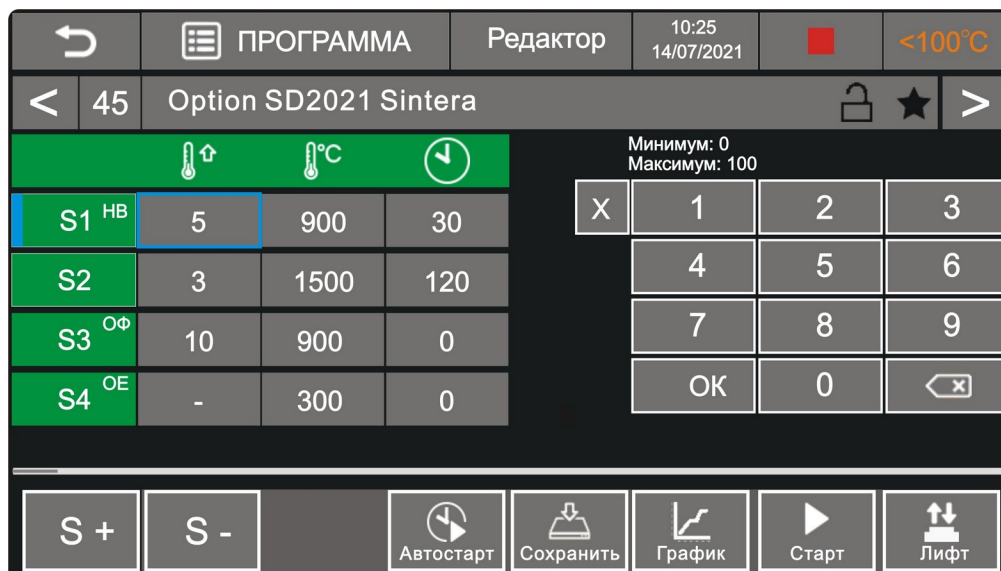 ПРОГРАММА Редактор 10:25 <100°C
14/07/2021
< 45 Option SD2021 Sintera >
°C
Минимум: 0
Максимум: 100
S1 НВ 5 900 30
X 1 2 3
S2 3 1500 120
4 5 6
S3 ОФ 10 900 0
7 8 9
S4 ОЕ - 300 0
ОК 0
S + S -
Автостарт Сохранить График Старт Лифт